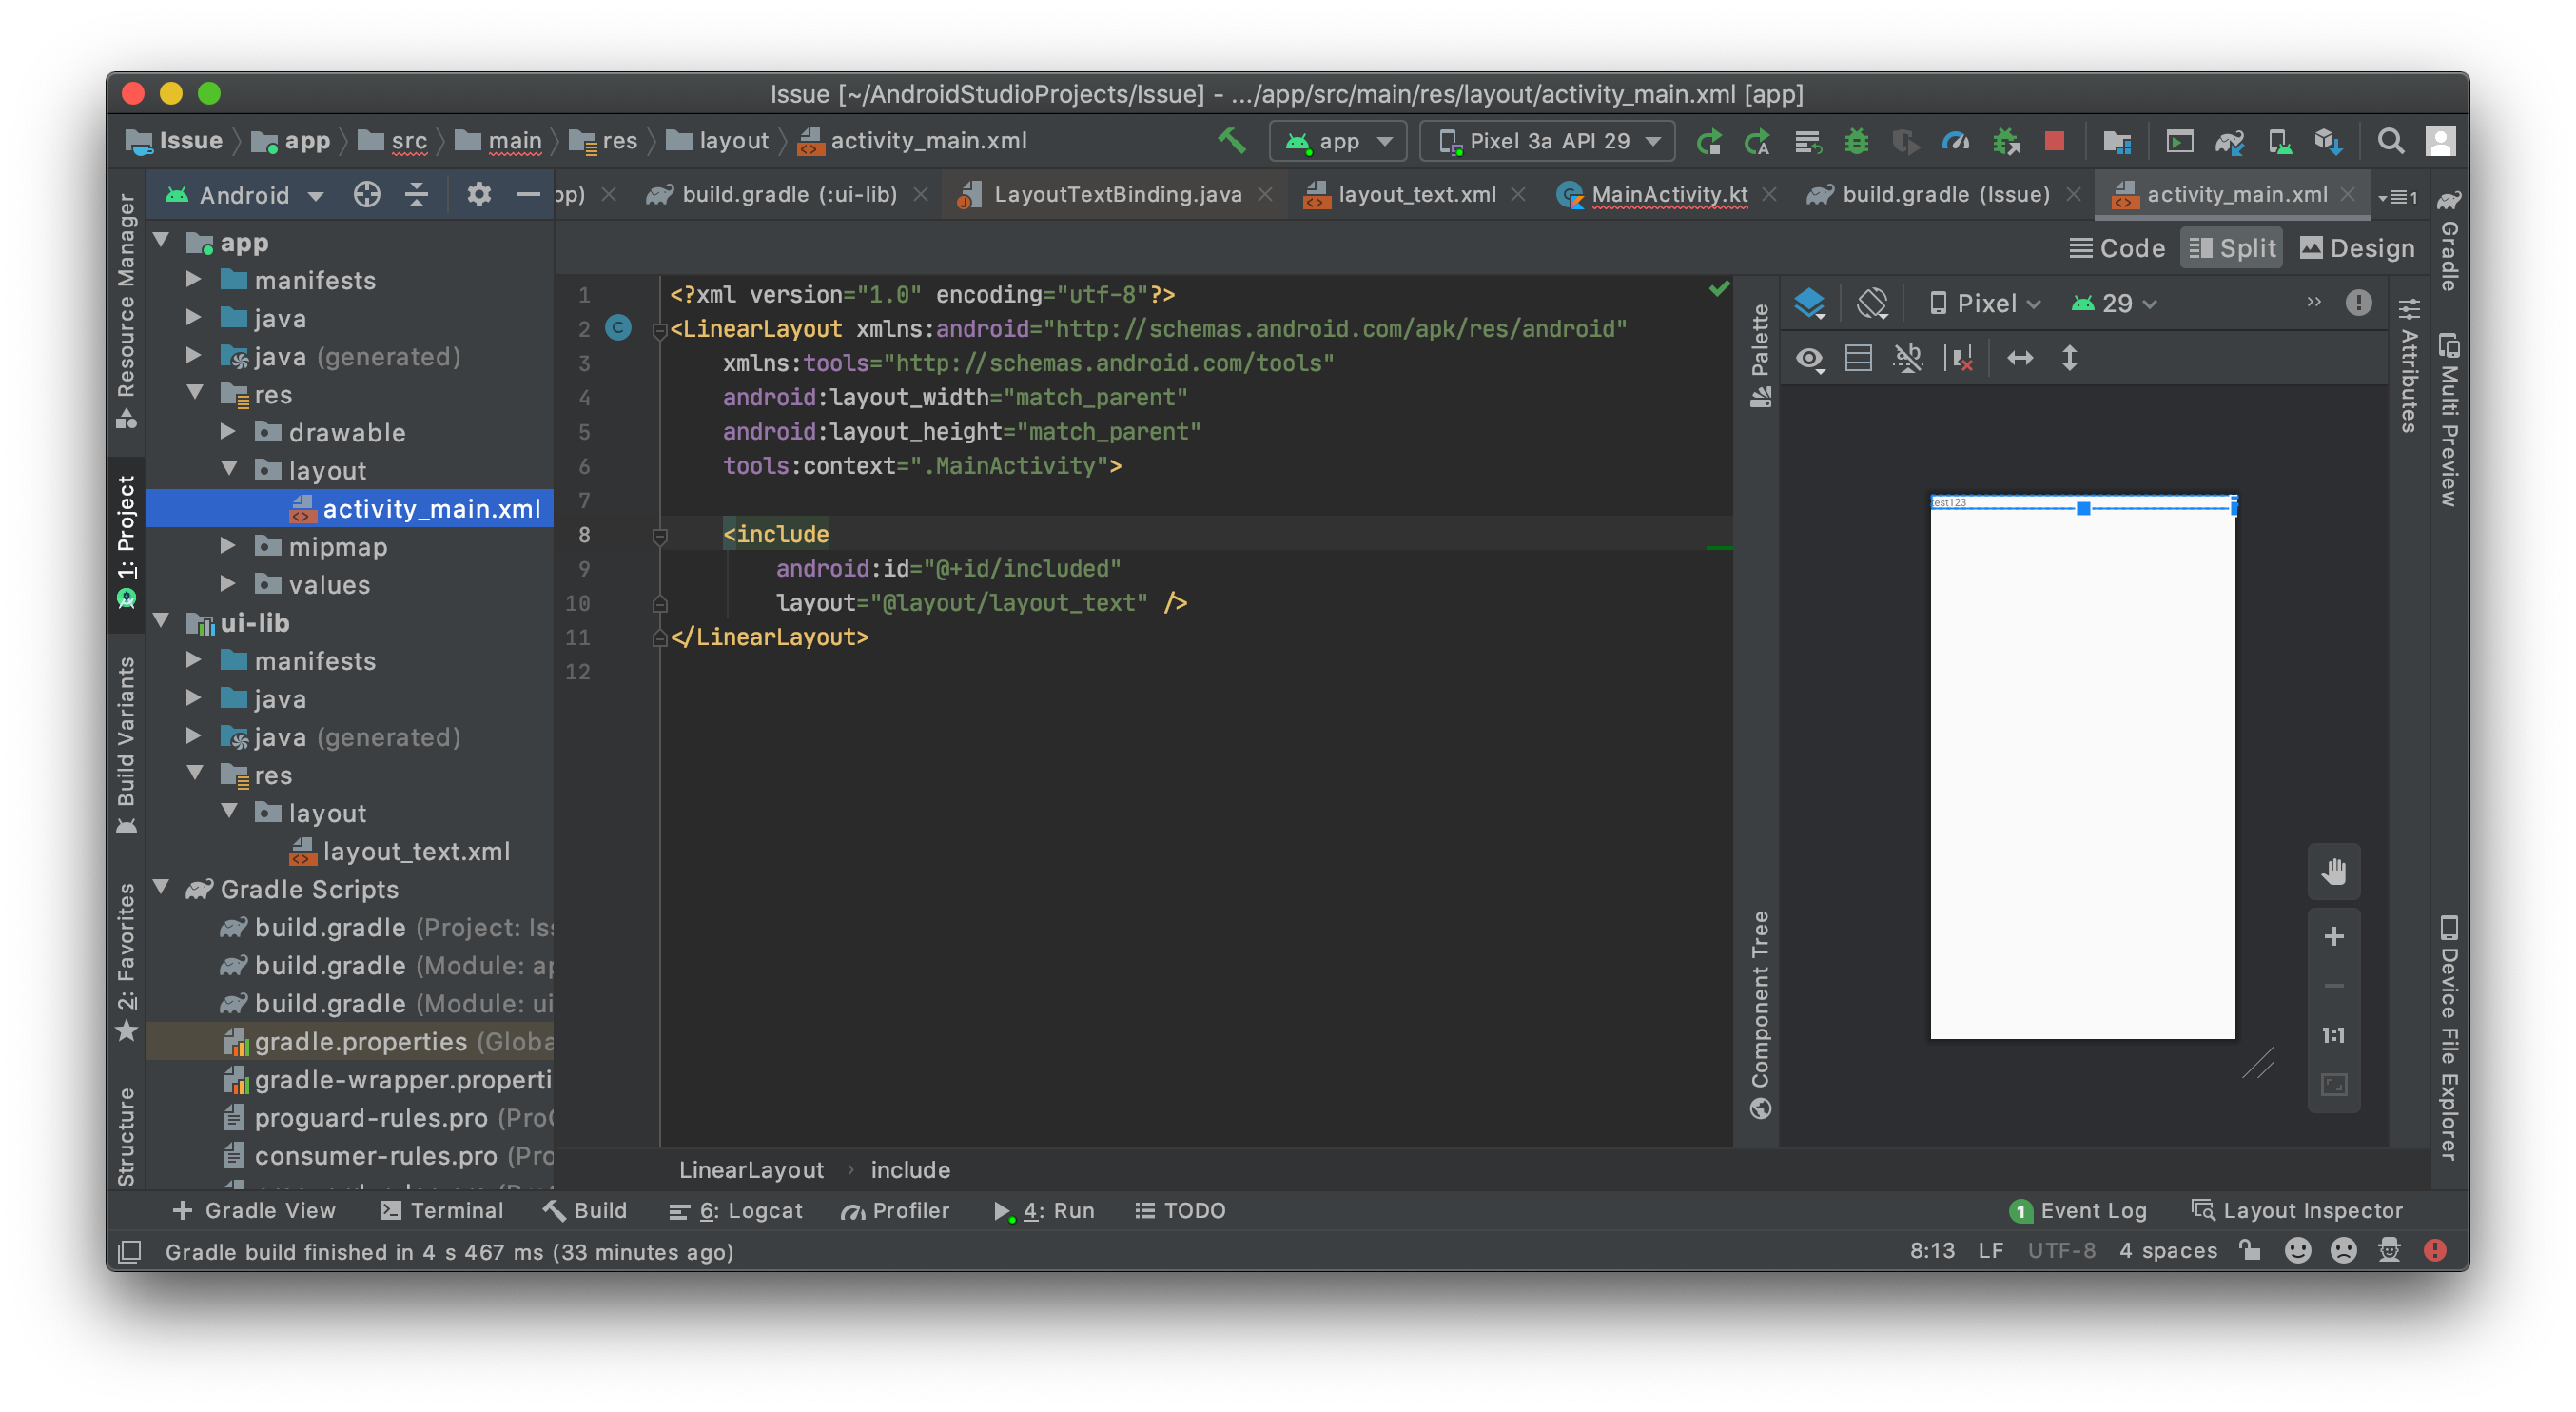 Issue [~/AndroidStudioProjects/Issue] - .../app/src/main/res/layout/activity_main.xml [app]
Issue app src main res layout activity_main.xml
app Pixel 3a API 29
Android
pp) build.gradle (:ui-lib) LayoutTextBinding.java layout_text.xml MainActivity.kt build.gradle (Issue) activity_main.xml 1
Code Split Design
Resource Manager
1: Project
Build Variants
2: Favorites
Structure
app
manifests
java
java (generated)
res
drawable
layout
activity_main.xml
mipmap
values
ui-lib
manifests
java
java (generated)
res
layout
layout_text.xml
Gradle Scripts
build.gradle (Project: Iss
build.gradle (Module: ap
build.gradle (Module: ui
gradle.properties (Globa
gradle-wrapper.properti
proguard-rules.pro (ProG
consumer-rules.pro (Pro
1 <?xml version="1.0" encoding="utf-8"?>
2 <LinearLayout xmlns:android="http://schemas.android.com/apk/res/android"
3 xmlns:tools="http://schemas.android.com/tools"
4 android:layout_width="match_parent"
5 android:layout_height="match_parent"
6 tools:context=".MainActivity">
7
8 <include
9 android:id="@+id/included"
10 layout="@layout/layout_text" />
11 </LinearLayout>
12
LinearLayout include
Palette
Component Tree
Pixel 29
test123
1:1
Attributes
Gradle
Multi Preview
Device File Explorer
Gradle View Terminal Build 6: Logcat Profiler 4: Run TODO 1 Event Log Layout Inspector
Gradle build finished in 4 s 467 ms (33 minutes ago) 8:13 LF UTF-8 4 spaces